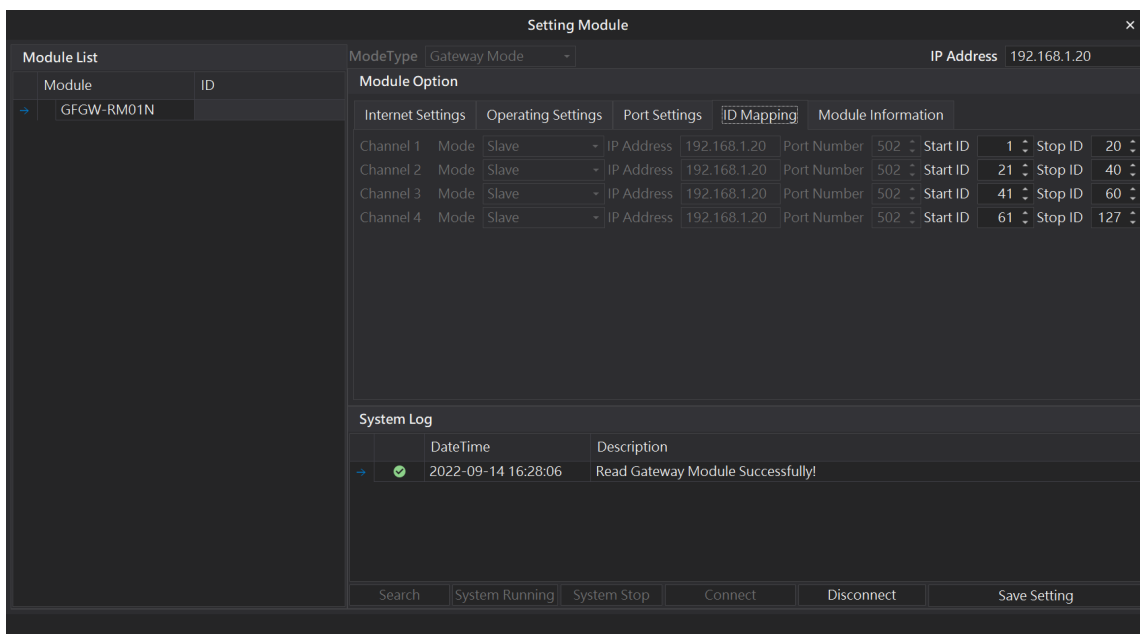 Setting Module ×
Module List
Module ID
GFGW-RM01N
ModeType Gateway Mode IP Address 192.168.1.20
Module Option
Internet Settings Operating Settings Port Settings ID Mapping Module Information
Channel 1 Mode Slave IP Address 192.168.1.20 Port Number 502 Start ID 1 Stop ID 20
Channel 2 Mode Slave IP Address 192.168.1.20 Port Number 502 Start ID 21 Stop ID 40
Channel 3 Mode Slave IP Address 192.168.1.20 Port Number 502 Start ID 41 Stop ID 60
Channel 4 Mode Slave IP Address 192.168.1.20 Port Number 502 Start ID 61 Stop ID 127
System Log
DateTime Description
2022-09-14 16:28:06 Read Gateway Module Successfully!
Search System Running System Stop Connect Disconnect Save Setting